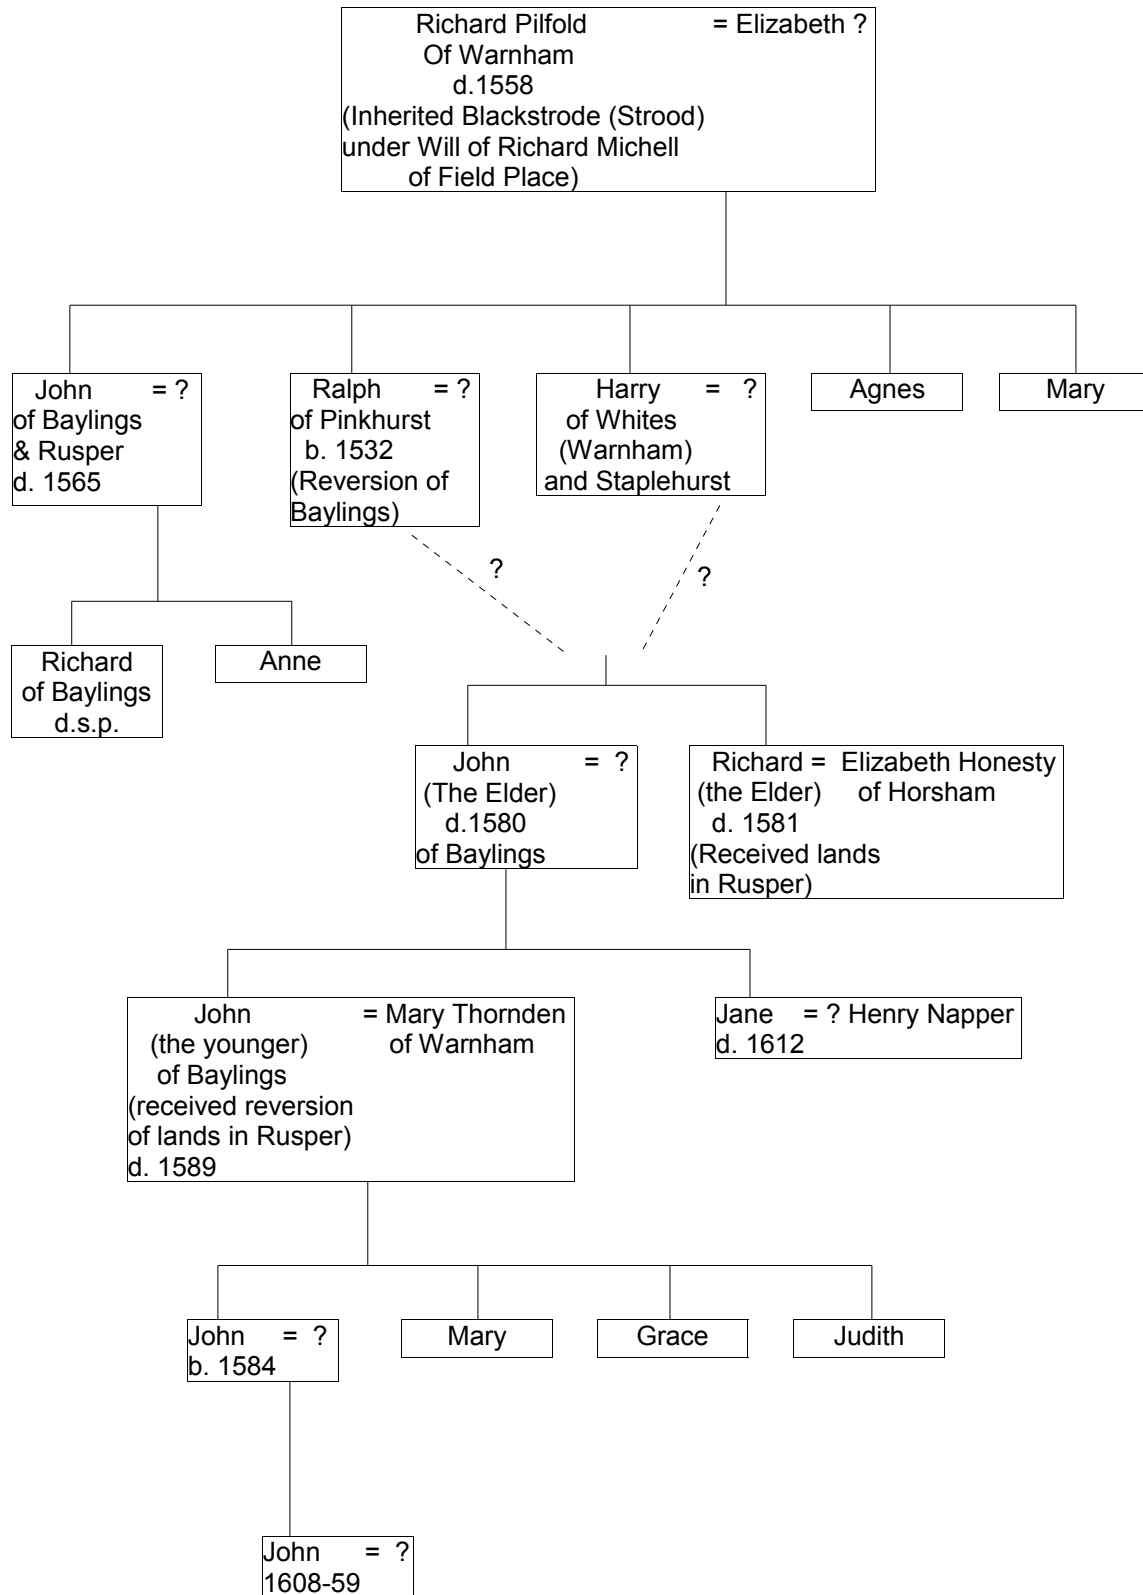 Richard Pilfold = Elizabeth ?
Of Warnham
d.1558
(Inherited Blackstrode (Strood)
under Will of Richard Michell
of Field Place)
John = ?
of Baylings
& Rusper
d. 1565
Ralph = ?
of Pinkhurst
b. 1532
(Reversion of
Baylings)
Harry = ?
of Whites
(Warnham)
and Staplehurst
Agnes
Mary
?
?
Richard
of Baylings
d.s.p.
Anne
John = ?
(The Elder)
d.1580
of Baylings
Richard = Elizabeth Honesty
(the Elder) of Horsham
d. 1581
(Received lands
in Rusper)
John = Mary Thornden
(the younger) of Warnham
of Baylings
(received reversion
of lands in Rusper)
d. 1589
Jane = ? Henry Napper
d. 1612
John = ?
b. 1584
Mary
Grace
Judith
John = ?
1608-59